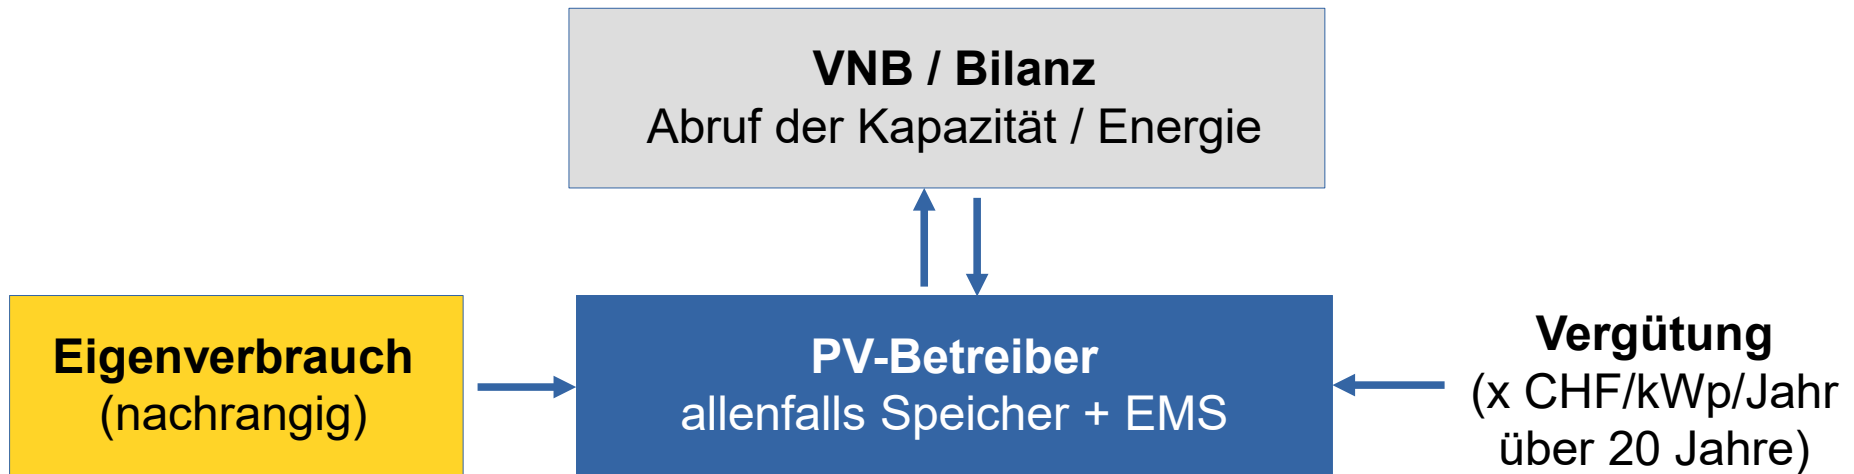 VNB / Bilanz
Abruf der Kapazität / Energie
Eigenverbrauch
(nachrangig)
PV-Betreiber
allenfalls Speicher + EMS
Vergütung
(x CHF/kWp/Jahr
über 20 Jahre)